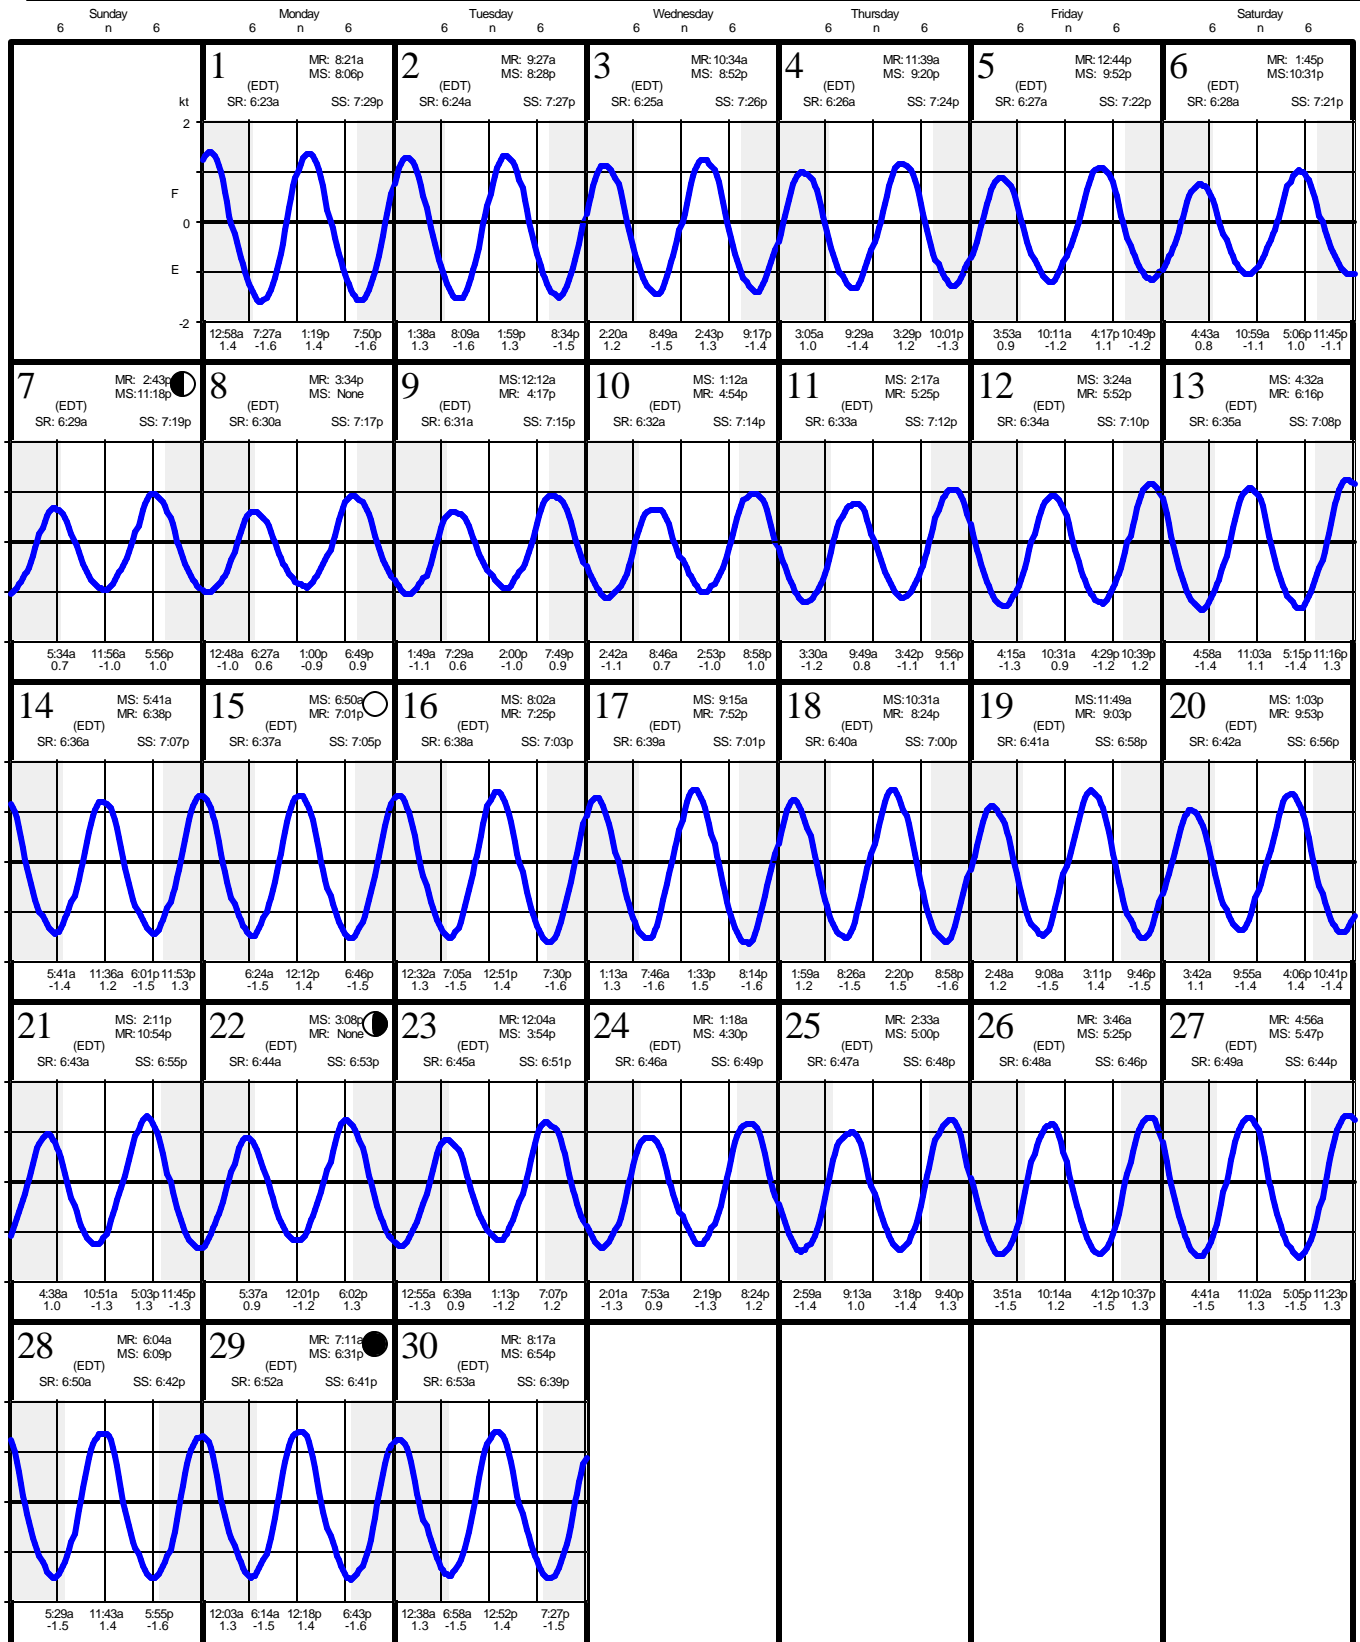 Sunday Monday Tuesday Wednesday Thursday Friday Saturday
6 n 6 6 n 6 6 n 6 6 n 6 6 n 6 6 n 6 6 n 6
1 MR: 8:21a 2 MR: 9:27a 3 MR:10:34a 4 MR:11:39a 5 MR:12:44p 6 MR: 1:45p
MS: 8:06p MS: 8:28p MS: 8:52p MS: 9:20p MS: 9:52p MS:10:31p
(EDT) (EDT) (EDT) (EDT) (EDT) (EDT)
kt SR: 6:23a SS: 7:29p SR: 6:24a SS: 7:27p SR: 6:25a SS: 7:26p SR: 6:26a SS: 7:24p SR: 6:27a SS: 7:22p SR: 6:28a SS: 7:21p
2
F
0
E
-2
12:58a 7:27a 1:19p 7:50p 1:38a 8:09a 1:59p 8:34p 2:20a 8:49a 2:43p 9:17p 3:05a 9:29a 3:29p 10:01p 3:53a 10:11a 4:17p 10:49p 4:43a 10:59a 5:06p 11:45p
1.4 -1.6 1.4 -1.6 1.3 -1.6 1.3 -1.5 1.2 -1.5 1.3 -1.4 1.0 -1.4 1.2 -1.3 0.9 -1.2 1.1 -1.2 0.8 -1.1 1.0 -1.1
7 MR: 2:43p 8 MR: 3:34p 9 MS:12:12a 10 MS: 1:12a 11 MS: 2:17a 12 MS: 3:24a 13 MS: 4:32a
MS:11:18p MS: None MR: 4:17p MR: 4:54p MR: 5:25p MR: 5:52p MR: 6:16p
(EDT) (EDT) (EDT) (EDT) (EDT) (EDT) (EDT)
SR: 6:29a SS: 7:19p SR: 6:30a SS: 7:17p SR: 6:31a SS: 7:15p SR: 6:32a SS: 7:14p SR: 6:33a SS: 7:12p SR: 6:34a SS: 7:10p SR: 6:35a SS: 7:08p
5:34a 11:56a 5:56p 12:48a 6:27a 1:00p 6:49p 1:49a 7:29a 2:00p 7:49p 2:42a 8:46a 2:53p 8:58p 3:30a 9:49a 3:42p 9:56p 4:15a 10:31a 4:29p 10:39p 4:58a 11:03a 5:15p 11:16p
0.7 -1.0 1.0 -1.0 0.6 -0.9 0.9 -1.1 0.6 -1.0 0.9 -1.1 0.7 -1.0 1.0 -1.2 0.8 -1.1 1.1 -1.3 0.9 -1.2 1.2 -1.4 1.1 -1.4 1.3
14 MS: 5:41a 15 MS: 6:50a 16 MS: 8:02a 17 MS: 9:15a 18 MS:10:31a 19 MS:11:49a 20 MS: 1:03p
MR: 6:38p MR: 7:01p MR: 7:25p MR: 7:52p MR: 8:24p MR: 9:03p MR: 9:53p
(EDT) (EDT) (EDT) (EDT) (EDT) (EDT) (EDT)
SR: 6:36a SS: 7:07p SR: 6:37a SS: 7:05p SR: 6:38a SS: 7:03p SR: 6:39a SS: 7:01p SR: 6:40a SS: 7:00p SR: 6:41a SS: 6:58p SR: 6:42a SS: 6:56p
5:41a 11:36a 6:01p 11:53p 6:24a 12:12p 6:46p 12:32a 7:05a 12:51p 7:30p 1:13a 7:46a 1:33p 8:14p 1:59a 8:26a 2:20p 8:58p 2:48a 9:08a 3:11p 9:46p 3:42a 9:55a 4:06p 10:41p
-1.4 1.2 -1.5 1.3 -1.5 1.4 -1.5 1.3 -1.5 1.4 -1.6 1.3 -1.6 1.5 -1.6 1.2 -1.5 1.5 -1.6 1.2 -1.5 1.4 -1.5 1.1 -1.4 1.4 -1.4
21 MS: 2:11p 22 MS: 3:08p 23 MR:12:04a 24 MR: 1:18a 25 MR: 2:33a 26 MR: 3:46a 27 MR: 4:56a
MR:10:54p MR: None MS: 3:54p MS: 4:30p MS: 5:00p MS: 5:25p MS: 5:47p
(EDT) (EDT) (EDT) (EDT) (EDT) (EDT) (EDT)
SR: 6:43a SS: 6:55p SR: 6:44a SS: 6:53p SR: 6:45a SS: 6:51p SR: 6:46a SS: 6:49p SR: 6:47a SS: 6:48p SR: 6:48a SS: 6:46p SR: 6:49a SS: 6:44p
4:38a 10:51a 5:03p 11:45p 5:37a 12:01p 6:02p 12:55a 6:39a 1:13p 7:07p 2:01a 7:53a 2:19p 8:24p 2:59a 9:13a 3:18p 9:40p 3:51a 10:14a 4:12p 10:37p 4:41a 11:02a 5:05p 11:23p
1.0 -1.3 1.3 -1.3 0.9 -1.2 1.3 -1.3 0.9 -1.2 1.2 -1.3 0.9 -1.3 1.2 -1.4 1.0 -1.4 1.3 -1.5 1.2 -1.5 1.3 -1.5 1.3 -1.5 1.3
28 MR: 6:04a 29 MR: 7:11a 30 MR: 8:17a
MS: 6:09p MS: 6:31p MS: 6:54p
(EDT) (EDT) (EDT)
SR: 6:50a SS: 6:42p SR: 6:52a SS: 6:41p SR: 6:53a SS: 6:39p
5:29a 11:43a 5:55p 12:03a 6:14a 12:18p 6:43p 12:38a 6:58a 12:52p 7:27p
-1.5 1.4 -1.6 1.3 -1.5 1.4 -1.6 1.3 -1.5 1.4 -1.5